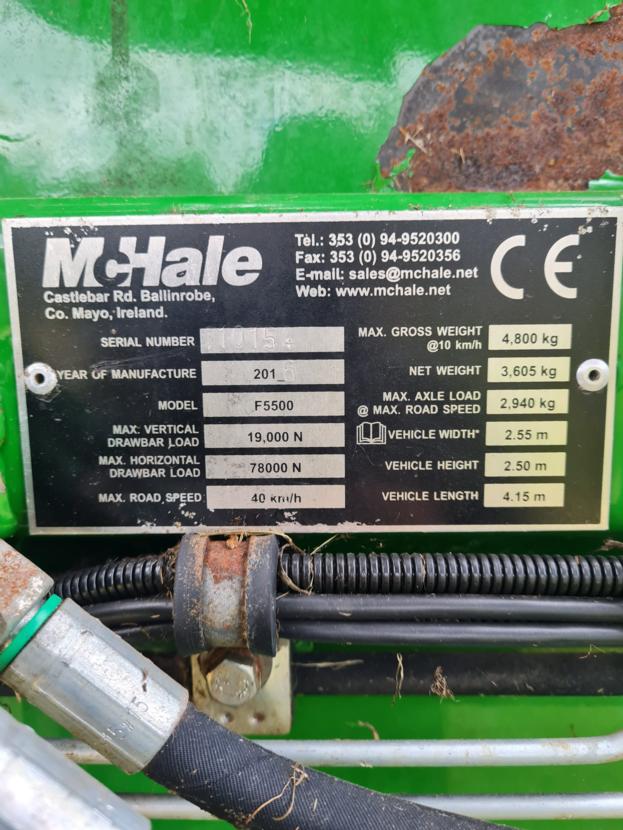 McHale
Castlebar Rd. Ballinrobe,
Co. Mayo, Ireland.
Tel.: 353 (0) 94-9520300
Fax: 353 (0) 94-9520356
E-mail: sales@mchale.net
Web: www.mchale.net
CE
SERIAL NUMBER
YEAR OF MANUFACTURE 201_
MODEL F5500
MAX. VERTICAL
DRAWBAR LOAD 19,000 N
MAX. HORIZONTAL
DRAWBAR LOAD 78000 N
MAX. ROAD SPEED 40 km/h
MAX. GROSS WEIGHT
@10 km/h 4,800 kg
NET WEIGHT 3,605 kg
MAX. AXLE LOAD
@ MAX. ROAD SPEED 2,940 kg
VEHICLE WIDTH* 2.55 m
VEHICLE HEIGHT 2.50 m
VEHICLE LENGTH 4.15 m